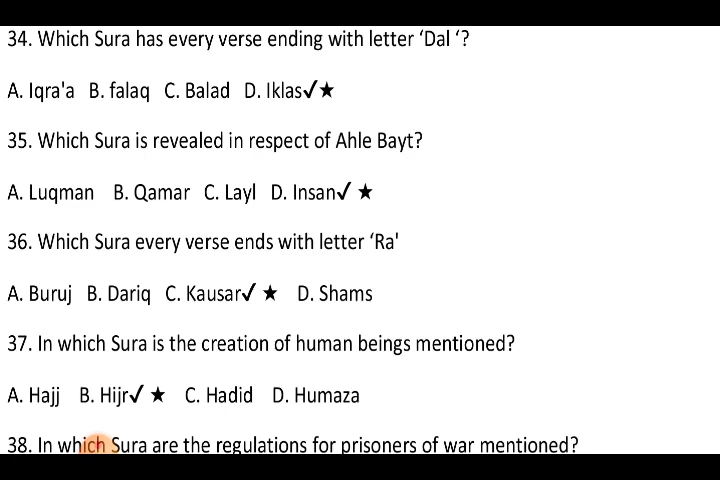 34. Which Sura has every verse ending with letter ‘Dal ‘?
A. Iqra'a B. falaq C. Balad D. Iklas✓★
35. Which Sura is revealed in respect of Ahle Bayt?
A. Luqman B. Qamar C. Layl D. Insan✓ ★
36. Which Sura every verse ends with letter ‘Ra'
A. Buruj B. Dariq C. Kausar✓ ★ D. Shams
37. In which Sura is the creation of human beings mentioned?
A. Hajj B. Hijr✓ ★ C. Hadid D. Humaza
38. In which Sura are the regulations for prisoners of war mentioned?